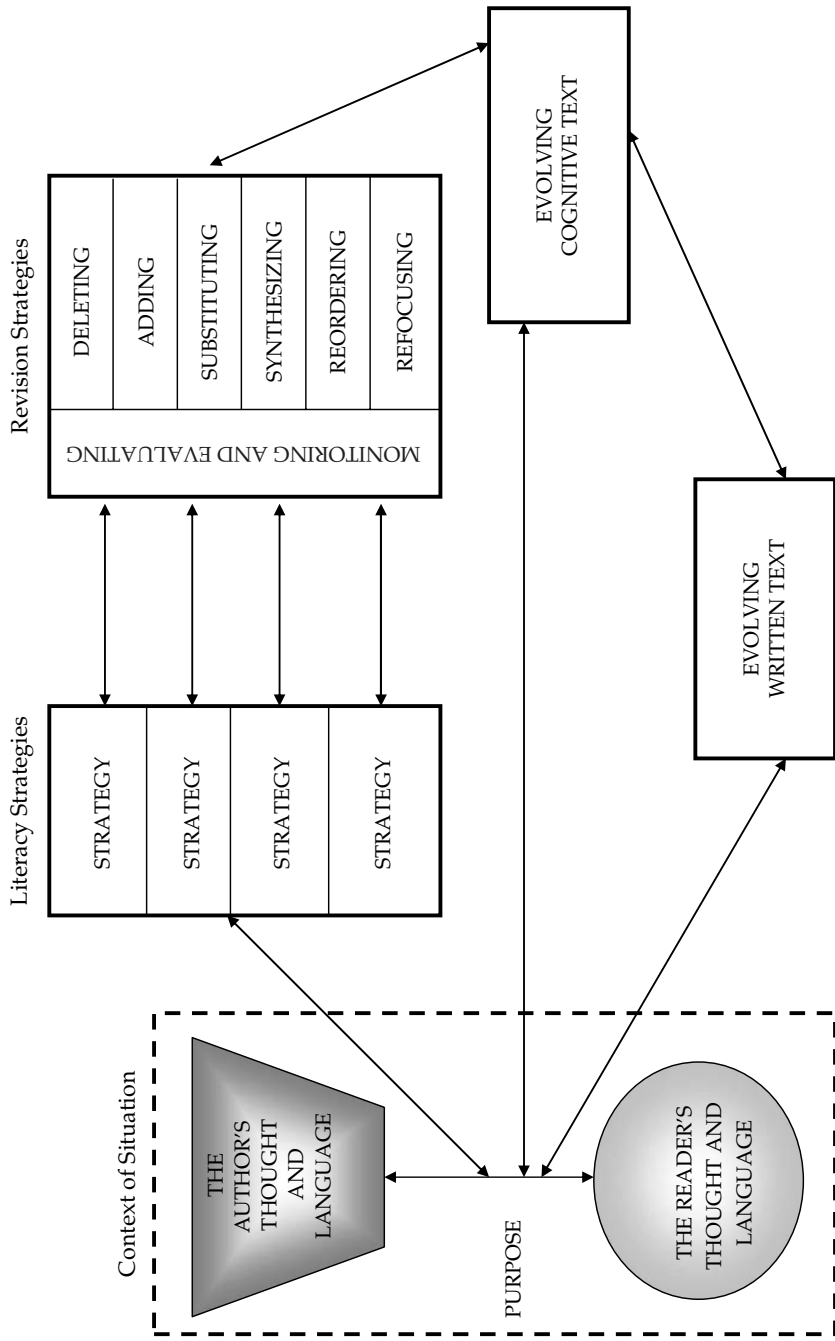 Context of Situation
THE
AUTHOR'S
THOUGHT
AND
LANGUAGE
PURPOSE
THE READER'S
THOUGHT AND
LANGUAGE
Literacy Strategies
STRATEGY
STRATEGY
STRATEGY
STRATEGY
Revision Strategies
MONITORING AND EVALUATING
DELETING
ADDING
SUBSTITUTING
SYNTHESIZING
REORDERING
REFOCUSING
EVOLVING
COGNITIVE TEXT
EVOLVING
WRITTEN TEXT